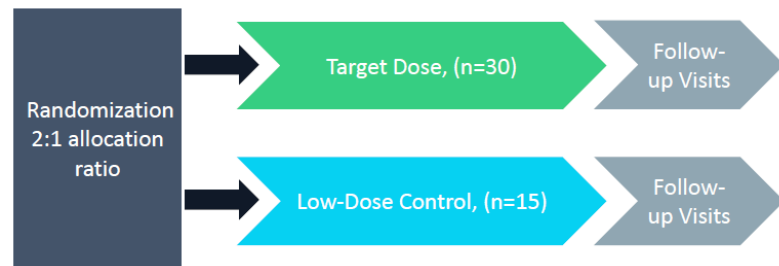 Randomization
2:1 allocation
ratio
Target Dose, (n=30)
Follow-
up Visits
Low-Dose Control, (n=15)
Follow-
up Visits